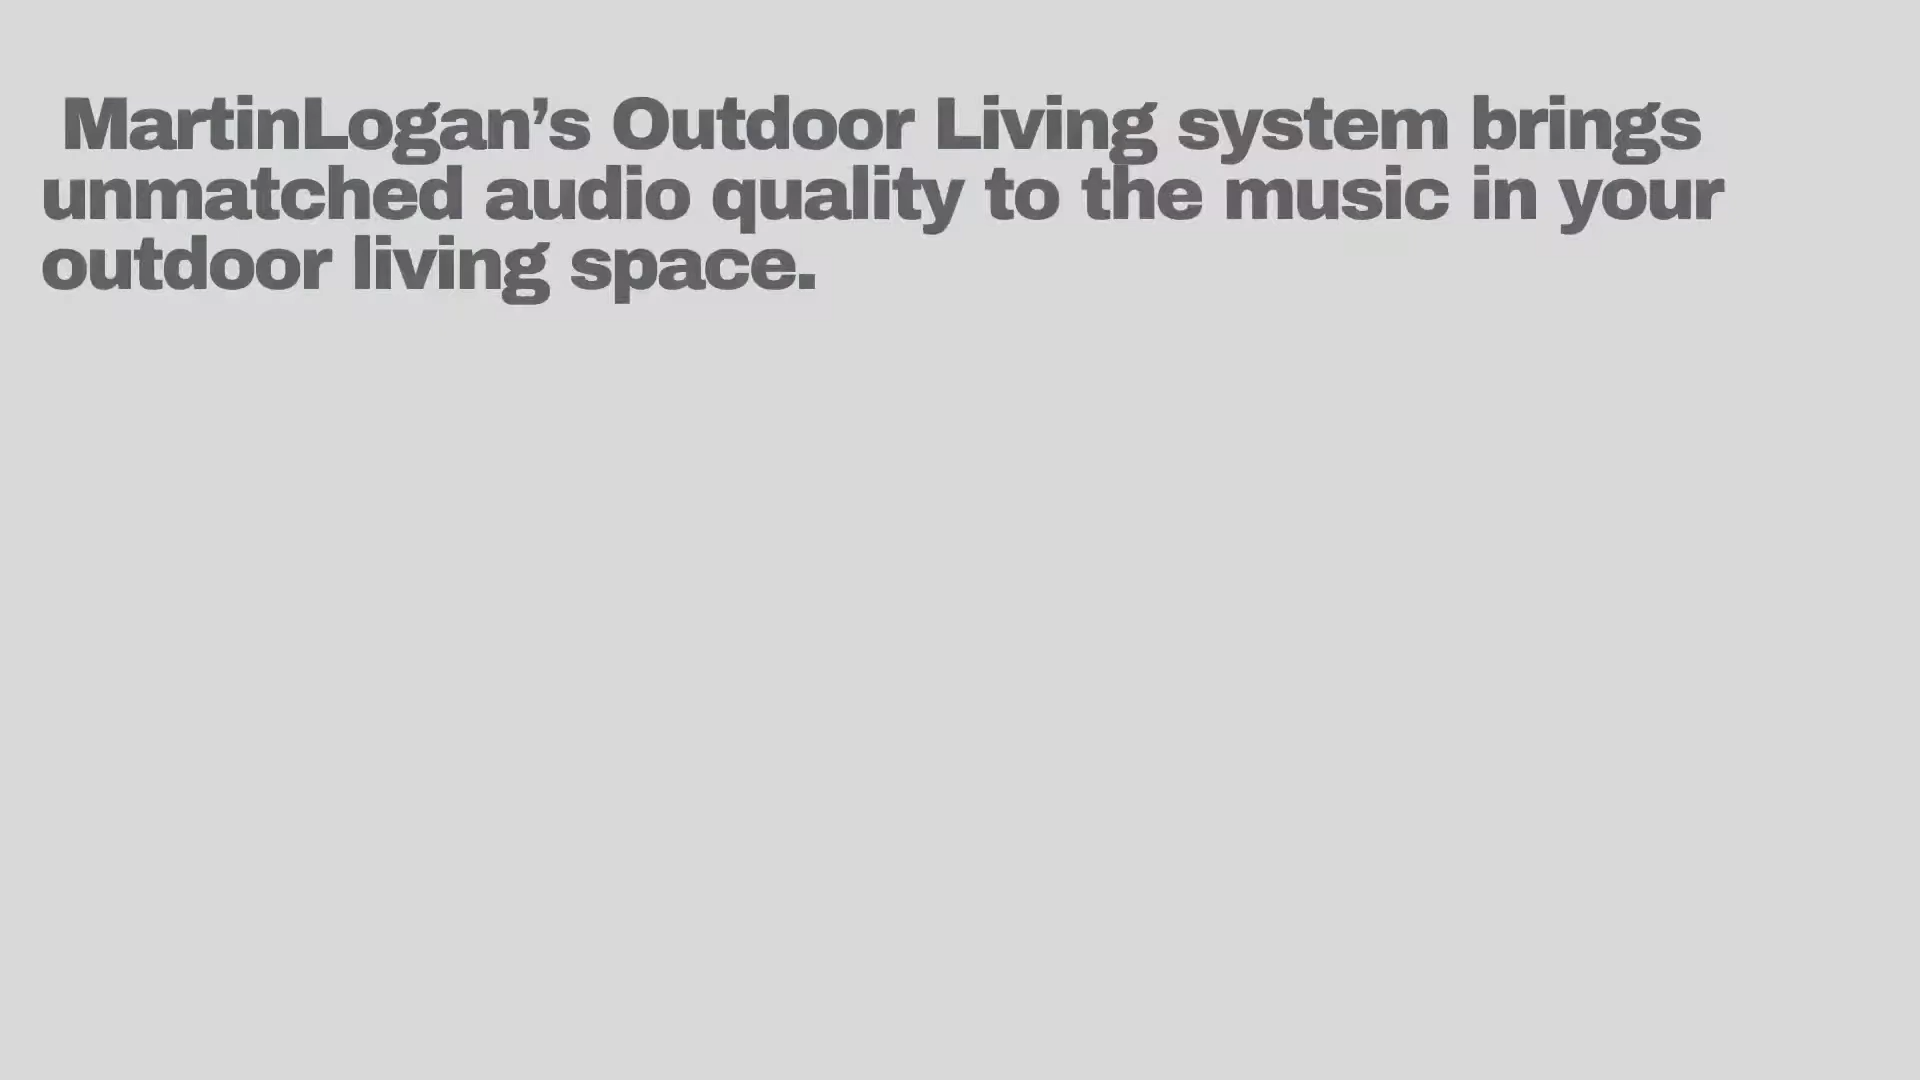 MartinLogan’s Outdoor Living system brings
unmatched audio quality to the music in your
outdoor living space.